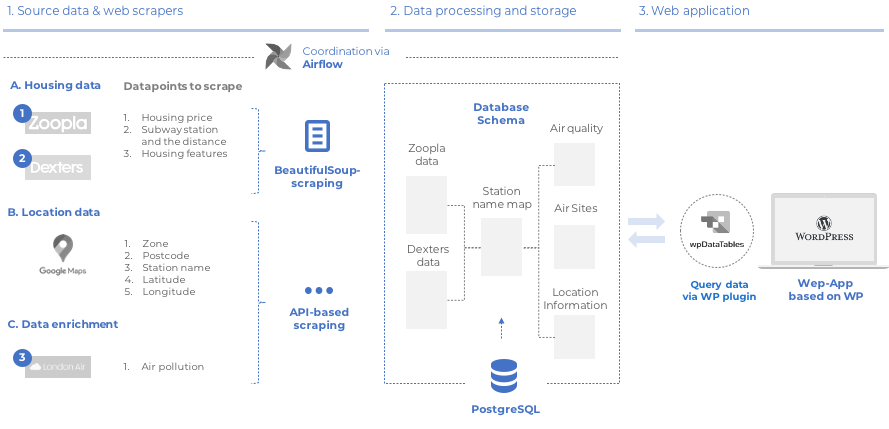 1. Source data & web scrapers
2. Data processing and storage
3. Web application
Coordination via
Airflow
A. Housing data
Datapoints to scrape
1
Zoopla
2
Dexters
1. Housing price
2. Subway station
and the distance
3. Housing features
BeautifulSoup-
scraping
B. Location data
Google Maps
1. Zone
2. Postcode
3. Station name
4. Latitude
5. Longitude
API-based
scraping
C. Data enrichment
3
London Air
1. Air pollution
Database
Schema
Zoopla
data
Dexters
data
Station
name map
Air quality
Air Sites
Location
Information
PostgreSQL
wpDataTables
Query data
via WP plugin
WORDPRESS
Wep-App
based on WP